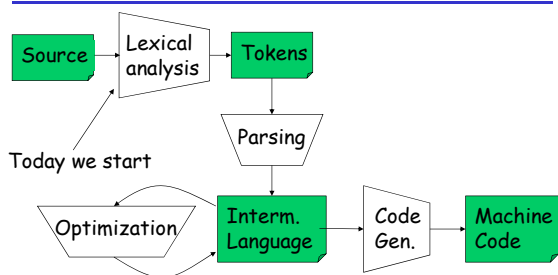 Source
Lexical
analysis
Tokens
Parsing
Today we start
Optimization
Interm.
Language
Code
Gen.
Machine
Code